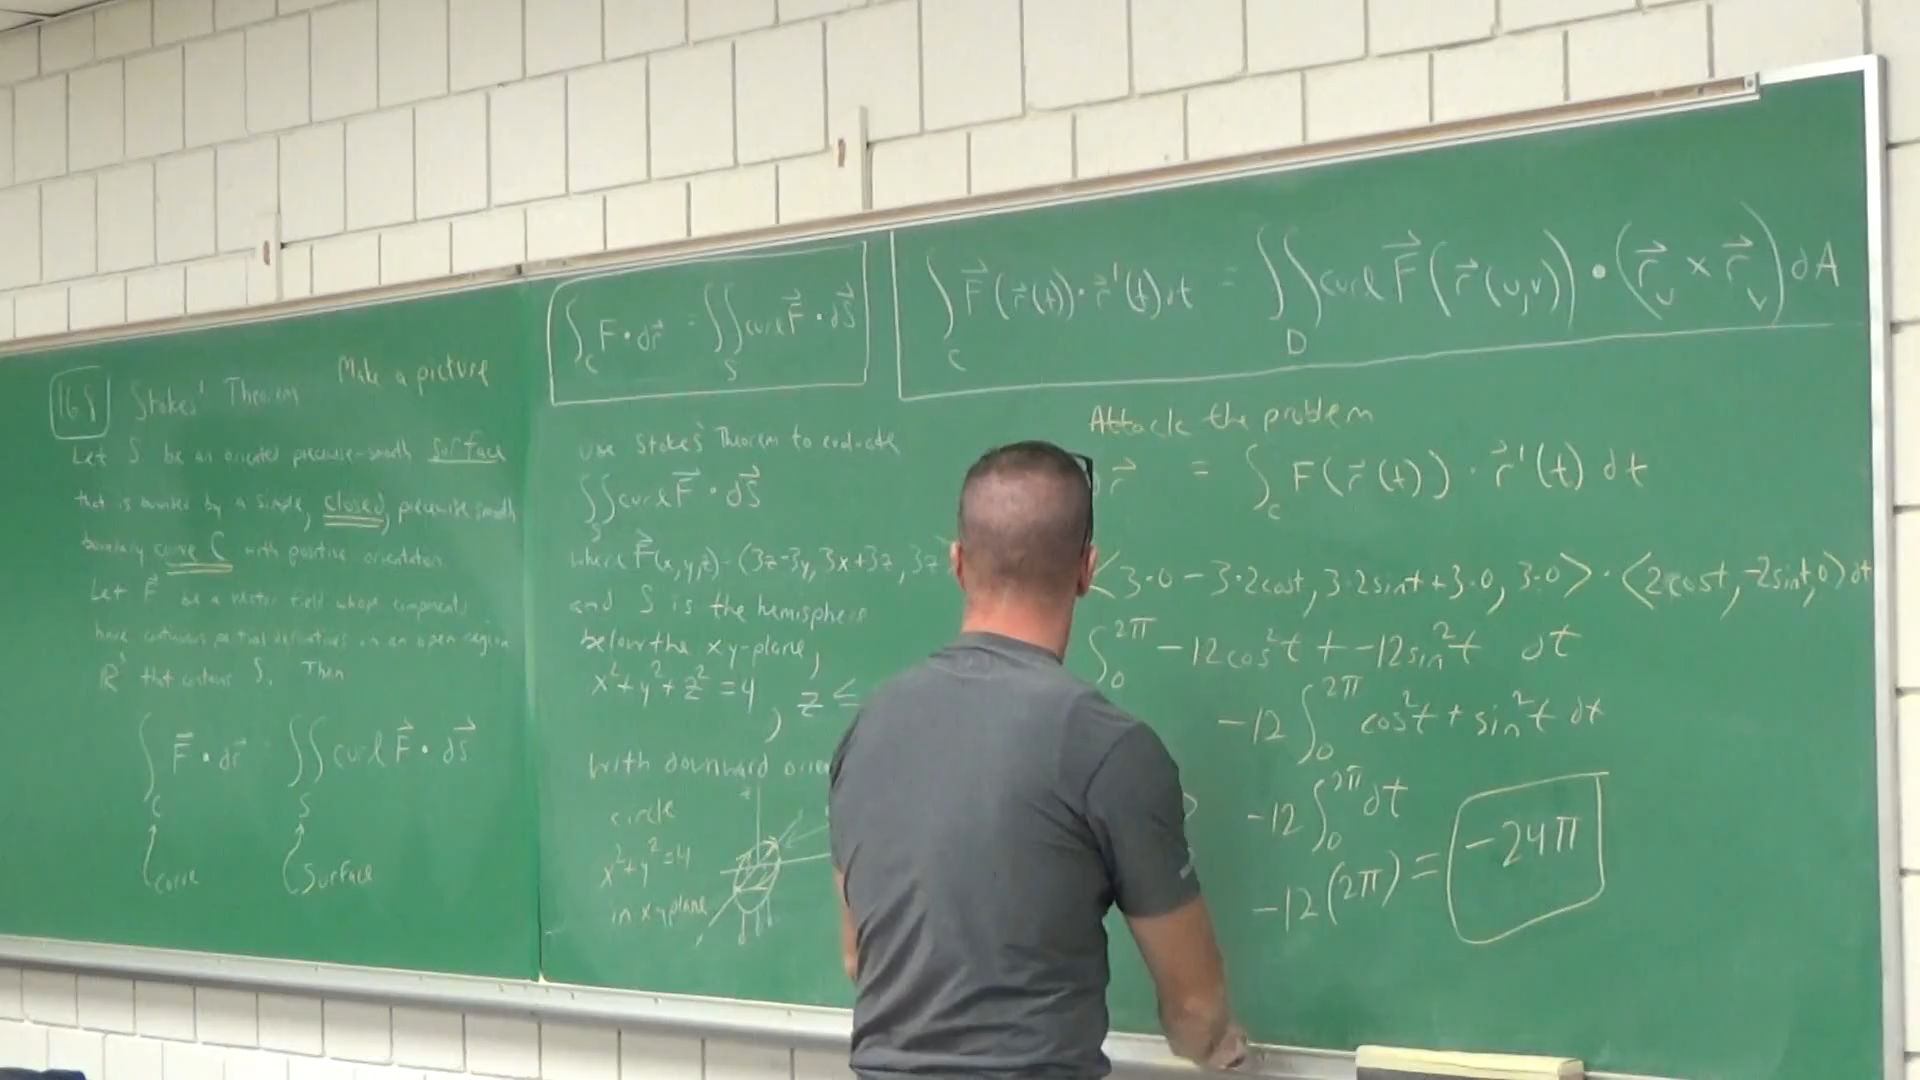 16.8 Stokes' Theorem Make a picture
Let S be an oriented piecewise-smooth surface
that is bounded by a simple, closed, piecewise smooth
boundary curve C with positive orientation.
Let F⃗ be a vector field whose components
have continuous partial derivatives on an open region
ℝ³ that contains S. Then
∫_C F⃗ · dr⃗ = ∬_S curl F⃗ · dS⃗
curve Surface
∫_C F · dr⃗ = ∬_S curl F⃗ · dS⃗
Use Stokes' Theorem to evaluate
∬_S curl F⃗ · dS⃗
where F⃗(x,y,z) = (3z-3y, 3x+3z, 3z
and S is the hemisphere
below the xy-plane,
x² + y² + z² = 4, z ≤
with downward
circle
x² + y² = 4
in xy plane
∫_C F⃗(r⃗(t)) · r⃗'(t) dt = ∬_D curl F⃗(r⃗(u,v)) · (r⃗_u × r⃗_v) dA
Attack the problem
r⃗ = ∫_C F(r⃗(t)) · r⃗'(t) dt
<3·0 - 3·2cost, 3·2sint + 3·0, 3·0> · <2cost, -2sint, 0> dt
∫_0^{2π} -12cos²t + -12sin²t dt
-12 ∫_0^{2π} cos²t + sin²t dt
-12 ∫_0^{2π} dt
-12(2π) = -24π